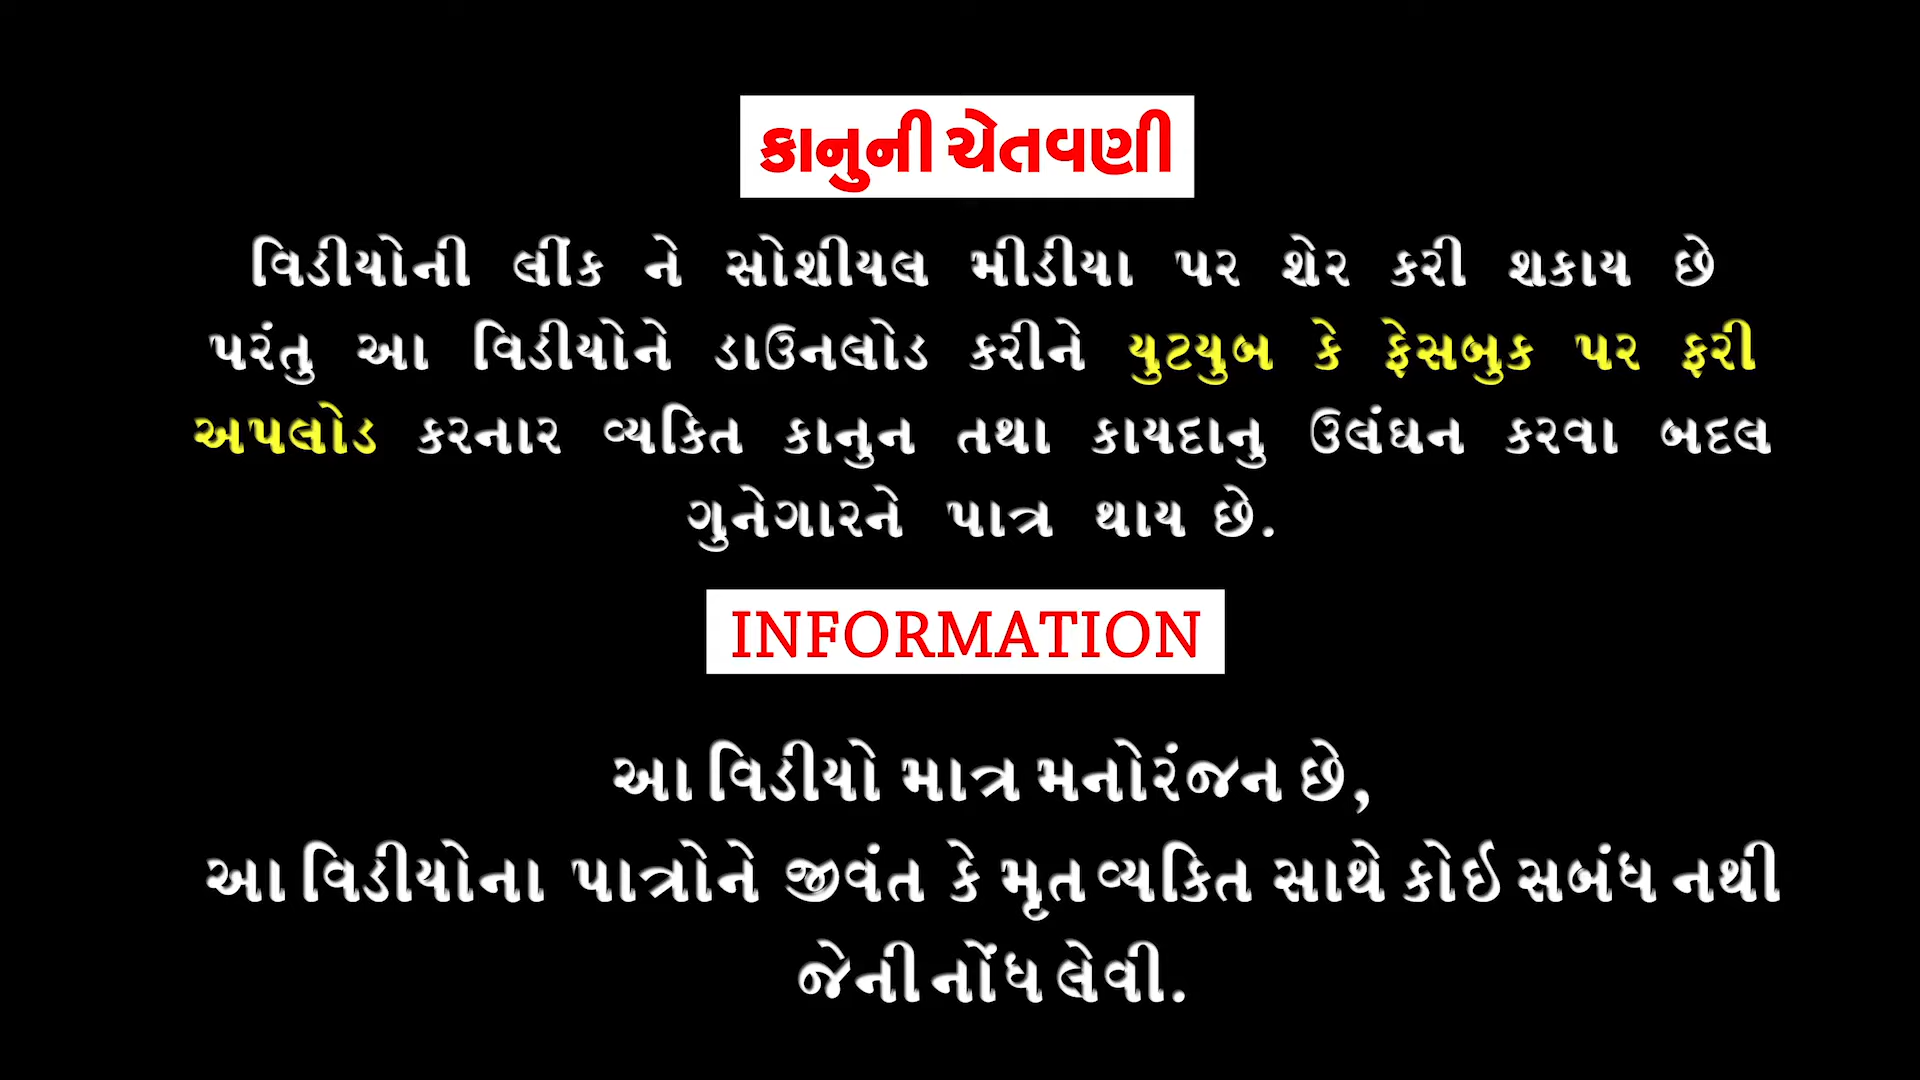 કાનુની ચેતવણી
વિડીયોની લીંક ને સોશીયલ મીડીયા પર શેર કરી શકાય છે
પરંતુ આ વિડીયોને ડાઉનલોડ કરીને યુટયુબ કે ફેસબુક પર ફરી
અપલોડ કરનાર વ્યકિત કાનુન તથા કાયદાનુ ઉલંઘન કરવા બદલ
ગુનેગારને પાત્ર થાય છે.
INFORMATION
આ વિડીયો માત્ર મનોરંજન છે,
આ વિડીયોના પાત્રોને જીવંત કે મૃત વ્યકિત સાથે કોઇ સબંધ નથી
જેની નોંધ લેવી.